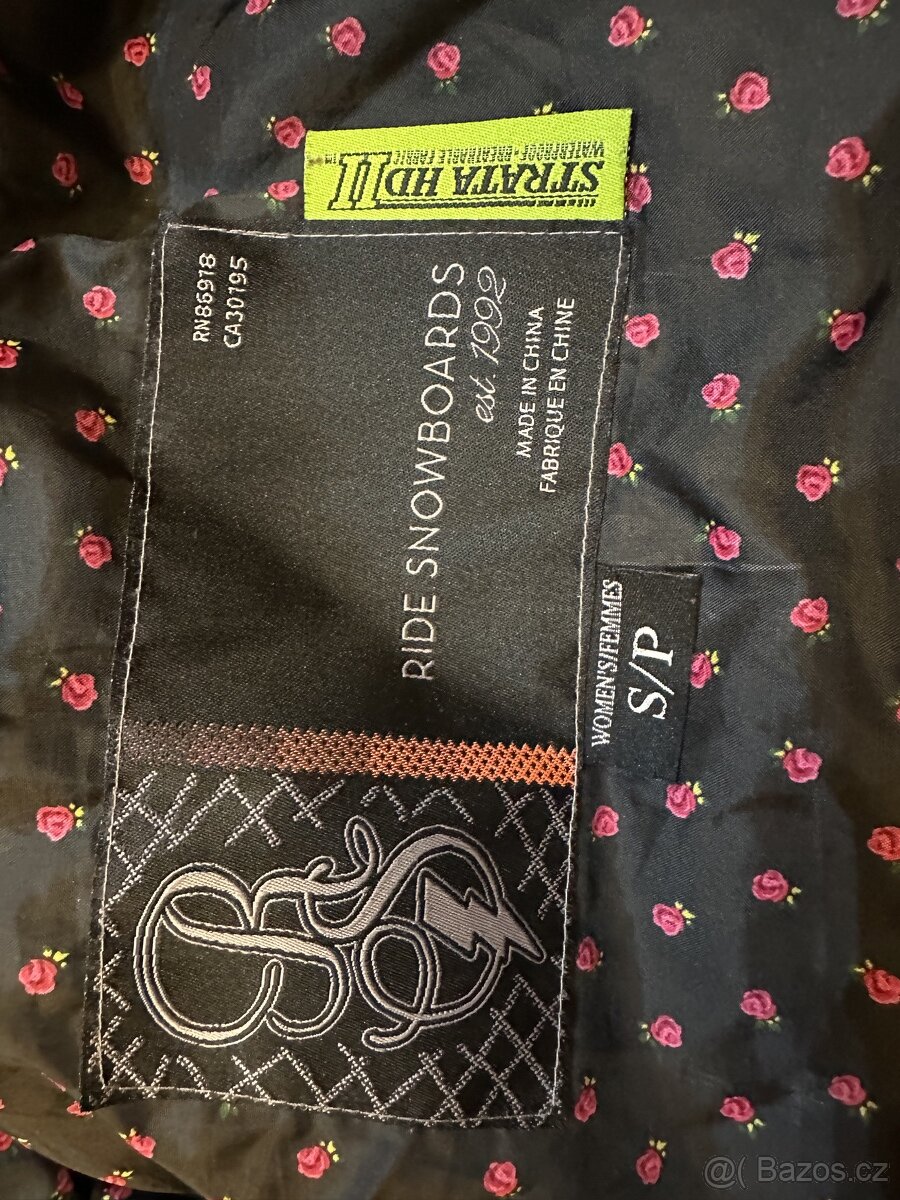 STRATA HD II
WATERPROOF • BREATHABLE FABRIC
TM
RN86918
CA30195
RIDE SNOWBOARDS
est. 1992
MADE IN CHINA
FABRIQUE EN CHINE
WOMEN'S/FEMMES
S/P
@( Bazos.cz